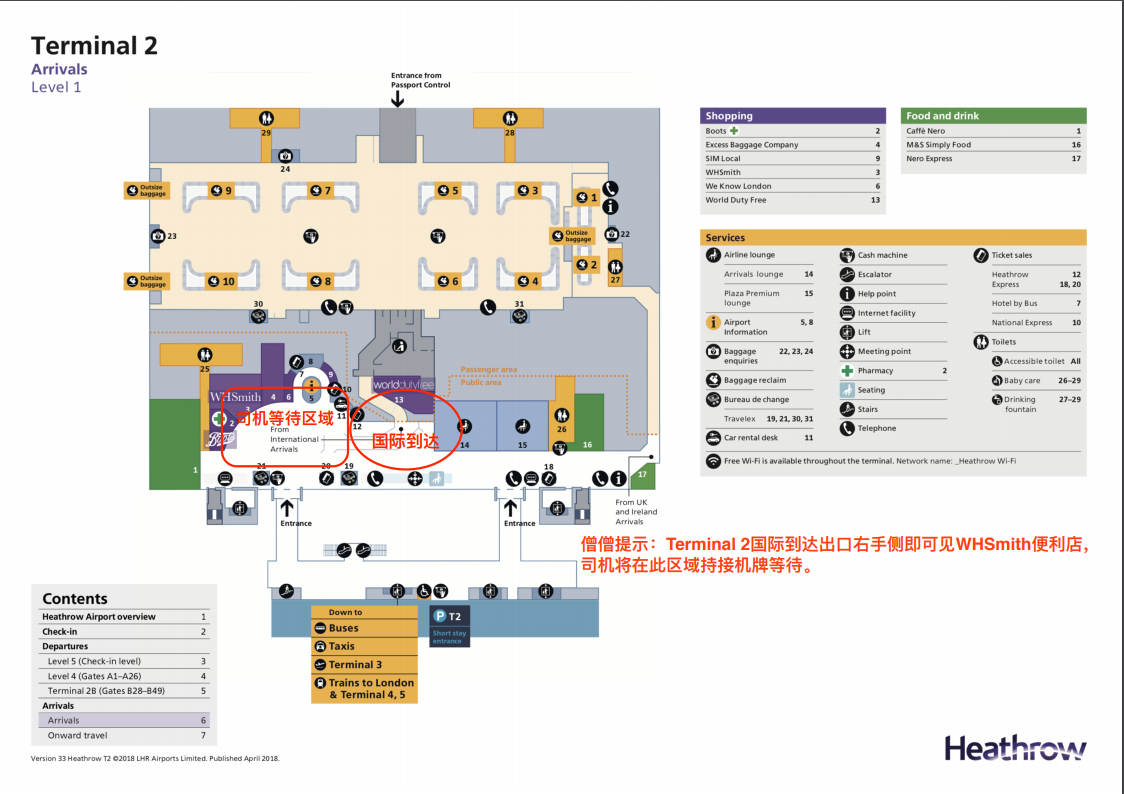 Terminal 2
Arrivals
Level 1
Entrance from
Passport Control
29
28
24
Outsize
baggage
9
7
5
3
1
23
Outsize
baggage
22
Outsize
baggage
10
8
6
4
2
27
30
31
25
Passenger area
Public area
WHSmith
3
4
6
7
8
9
5
10
11
12
worlddutyfree
13
2
Boots
司机等待区域
国际到达
From
International
Arrivals
14
15
26
16
1
21
20
19
18
17
Entrance
Entrance
From UK
and Ireland
Arrivals
Down to
Buses
Taxis
Terminal 3
Trains to London
& Terminal 4, 5
P T2
Short stay
entrance
Shopping
Boots 2
Excess Baggage Company 4
SIM Local 9
WHSmith 3
We Know London 6
World Duty Free 13
Food and drink
Caffè Nero 1
M&S Simply Food 16
Nero Express 17
Services
Airline lounge
Arrivals lounge 14
Plaza Premium
lounge 15
Airport
Information 5, 8
Baggage
enquiries 22, 23, 24
Baggage reclaim
Bureau de change
Travelex 19, 21, 30, 31
Car rental desk 11
Cash machine
Escalator
Help point
Internet facility
Lift
Meeting point
Pharmacy 2
Seating
Stairs
Telephone
Ticket sales
Heathrow 12
Express 18, 20
Hotel by Bus 7
National Express 10
Toilets
Accessible toilet All
Baby care 26–29
Drinking
fountain 27–29
Free Wi-Fi is available throughout the terminal. Network name: _Heathrow Wi-Fi
僧僧提示：Terminal 2国际到达出口右手侧即可见WHSmith便利店，
司机将在此区域持接机牌等待。
Contents
Heathrow Airport overview 1
Check-in 2
Departures
Level 5 (Check-in level) 3
Level 4 (Gates A1–A26) 4
Terminal 2B (Gates B28–B49) 5
Arrivals
Arrivals 6
Onward travel 7
Version 33 Heathrow T2 ©2018 LHR Airports Limited. Published April 2018.
Heathrow